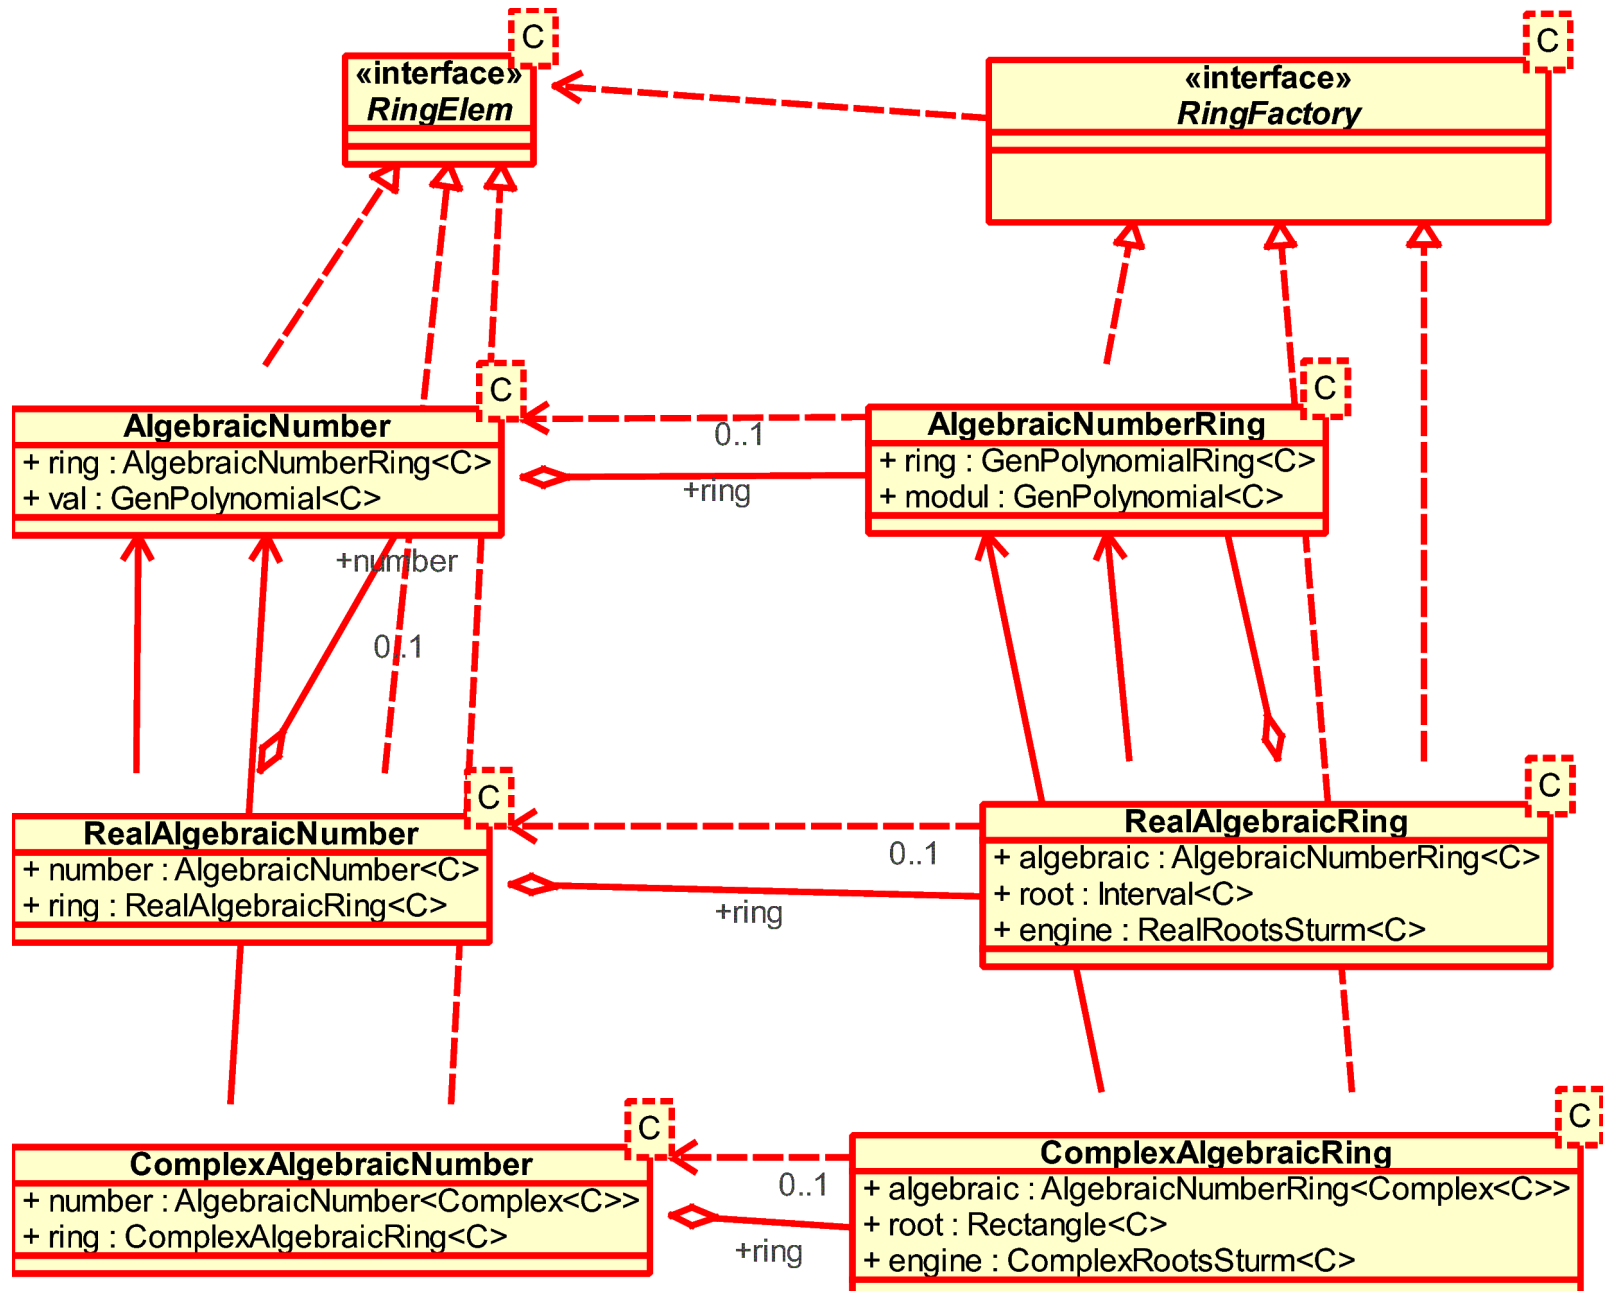 C
«interface»
RingElem
C
«interface»
RingFactory
C
AlgebraicNumber
+ ring : AlgebraicNumberRing<C>
+ val : GenPolynomial<C>
0..1
+ring
C
AlgebraicNumberRing
+ ring : GenPolynomialRing<C>
+ modul : GenPolynomial<C>
+number
0..1
C
RealAlgebraicNumber
+ number : AlgebraicNumber<C>
+ ring : RealAlgebraicRing<C>
0..1
+ring
C
RealAlgebraicRing
+ algebraic : AlgebraicNumberRing<C>
+ root : Interval<C>
+ engine : RealRootsSturm<C>
C
ComplexAlgebraicNumber
+ number : AlgebraicNumber<Complex<C>>
+ ring : ComplexAlgebraicRing<C>
0..1
+ring
C
ComplexAlgebraicRing
+ algebraic : AlgebraicNumberRing<Complex<C>>
+ root : Rectangle<C>
+ engine : ComplexRootsSturm<C>